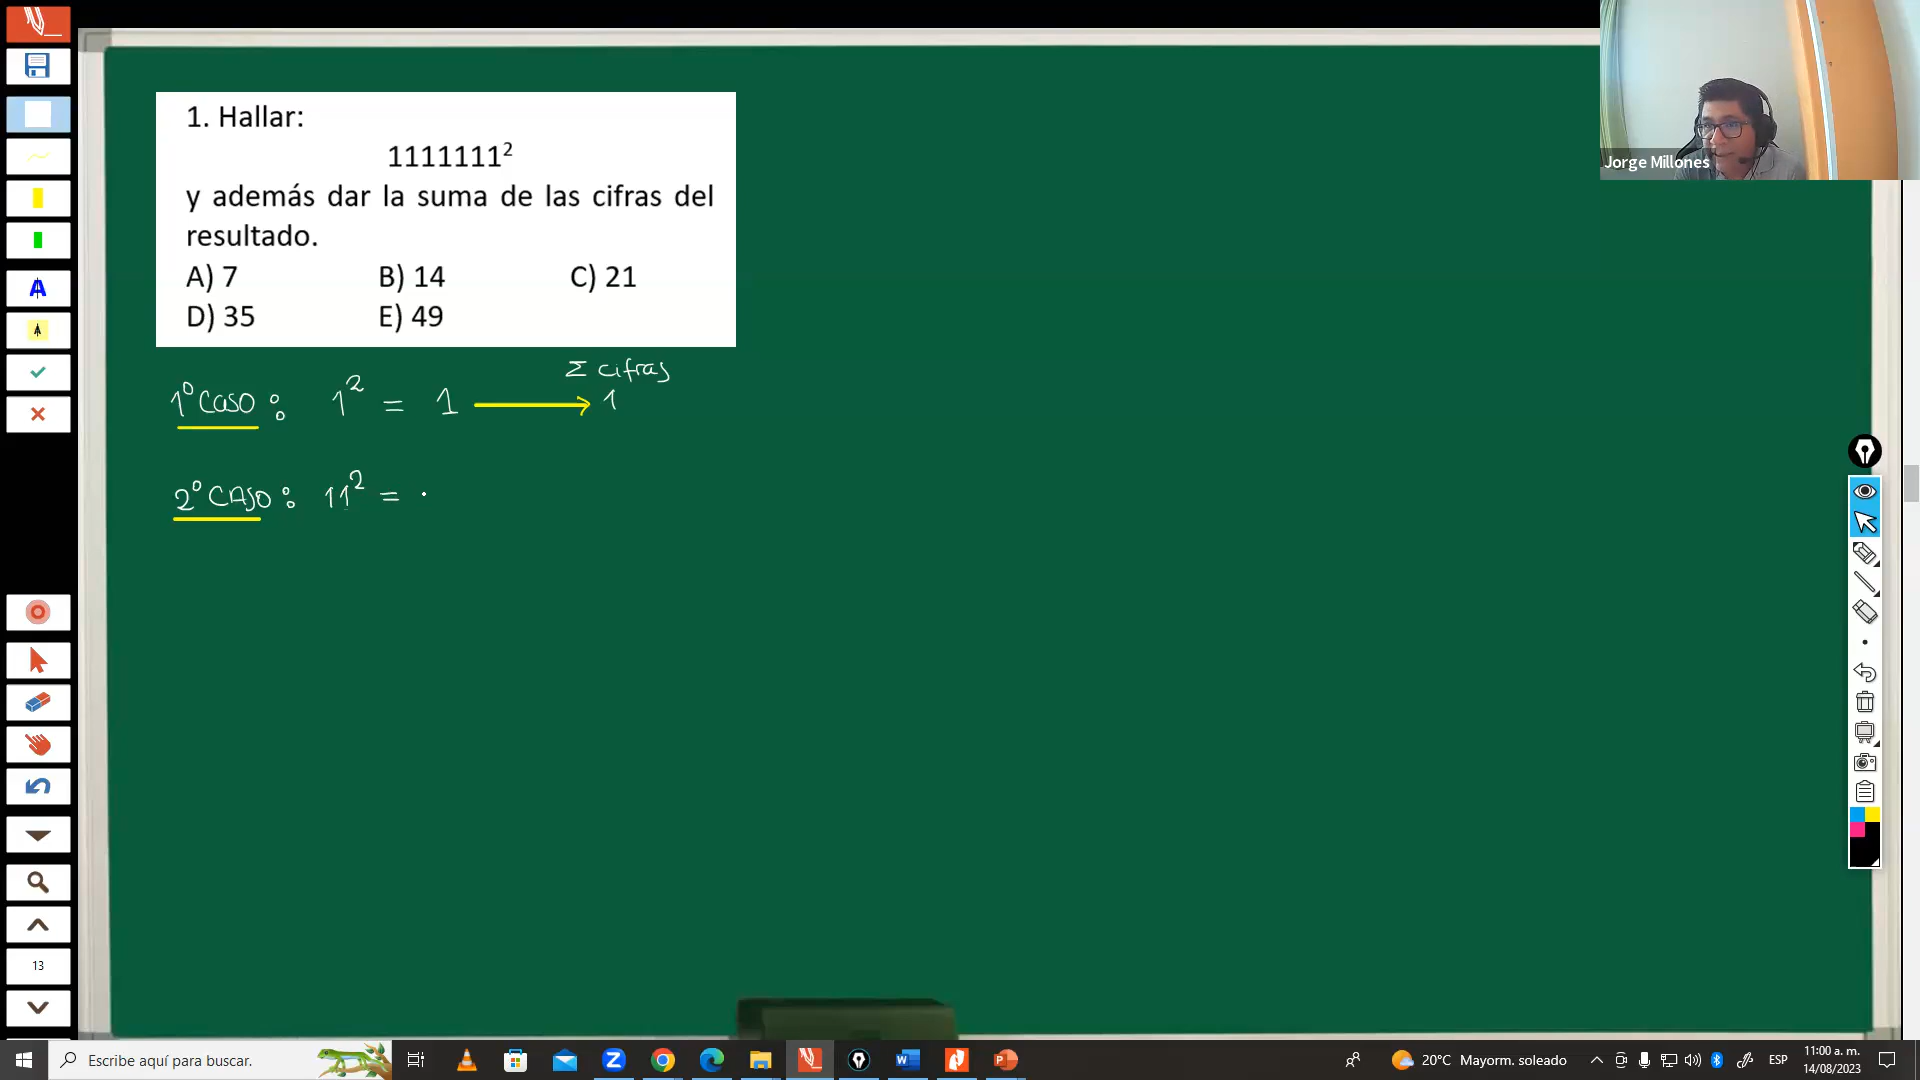 Jorge Millones
1. Hallar:
1111111²
y además dar la suma de las cifras del
resultado.
A) 7 B) 14 C) 21
D) 35 E) 49
Σ cifras
1° Caso : 1² = 1 → 1
2° CASO : 11² =
13
Escribe aquí para buscar.
20°C Mayorm. soleado
ESP
11:00 a. m.
14/08/2023